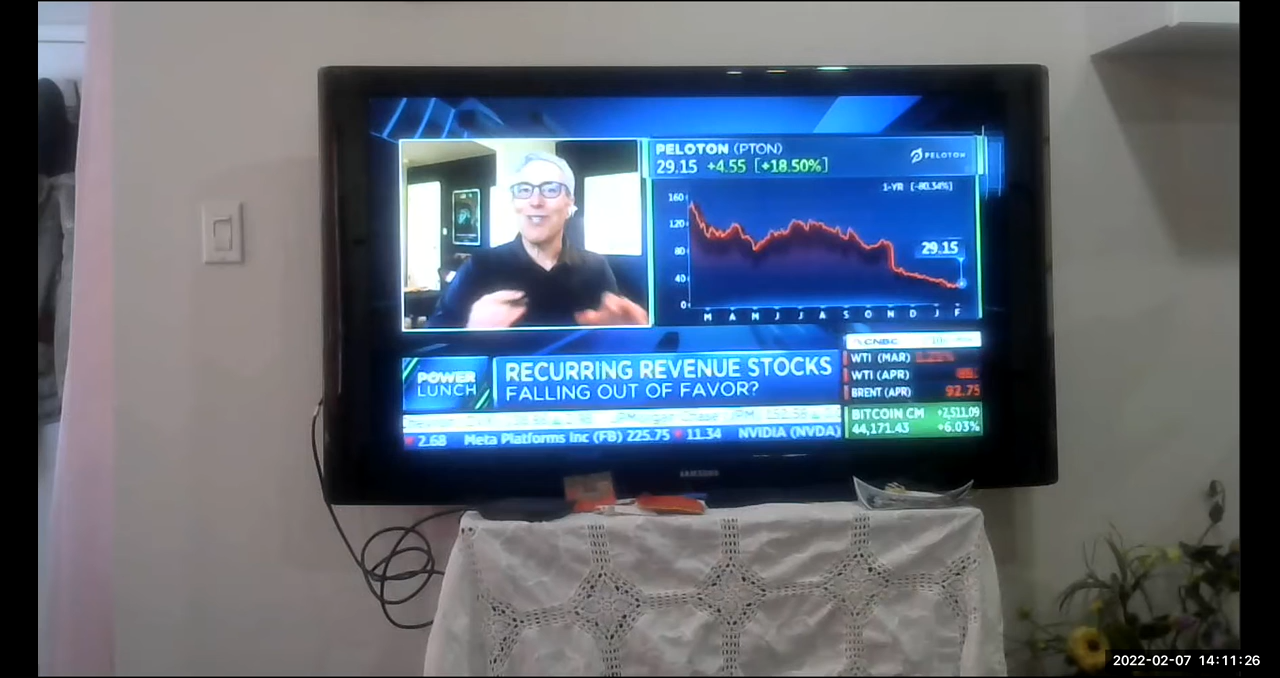 PELOTON (PTON)
29.15 +4.55 [+18.50%]
PELOTON
1-YR [-80.34%]
160
120
80
40
0
29.15
M A M J J A S O N D J F
POWER
LUNCH
RECURRING REVENUE STOCKS
FALLING OUT OF FAVOR?
CNBC
WTI (MAR)
WTI (APR)
BRENT (APR) 92.75
BITCOIN CM +2,511.09
44,171.43 +6.03%
2.68 Meta Platforms Inc (FB) 225.75 11.34 NVIDIA (NVDA)
SAMSUNG
2022-02-07 14:11:26